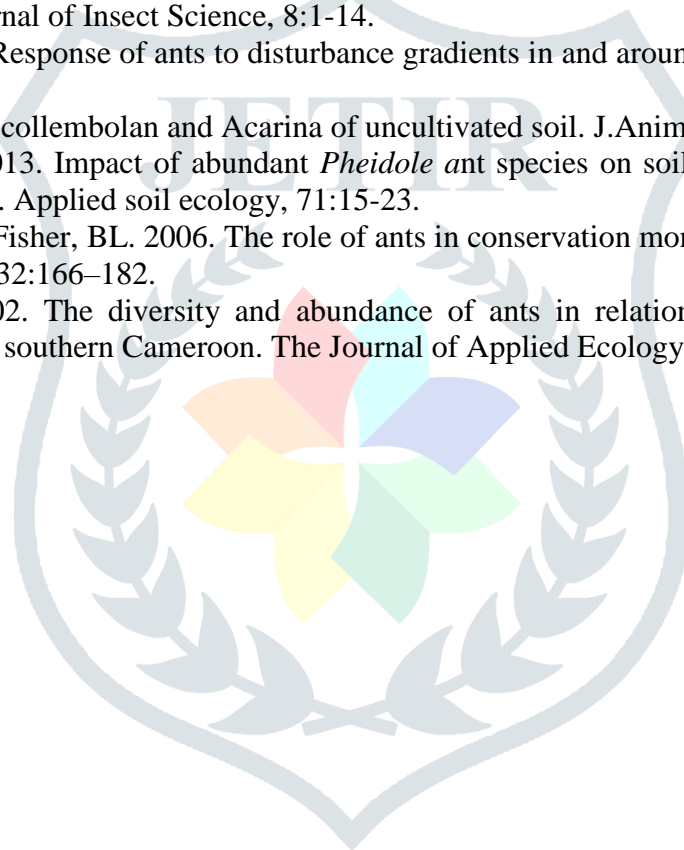 rnal of Insect Science, 8:1-14.
Response of ants to disturbance gradients in and aroun
collembolan and Acarina of uncultivated soil. J.Anim
013. Impact of abundant Pheidole ant species on soil
. Applied soil ecology, 71:15-23.
Fisher, BL. 2006. The role of ants in conservation mon
32:166–182.
02. The diversity and abundance of ants in relation
southern Cameroon. The Journal of Applied Ecology
JETIR